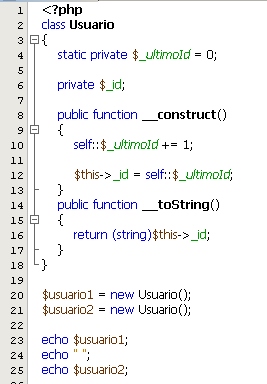 1 <?php
2 class Usuario
3 {
4 static private $_ultimoId = 0;
5
6 private $_id;
7
8 public function __construct()
9 {
10 self::$_ultimoId += 1;
11
12 $this->_id = self::$_ultimoId;
13 }
14 public function __toString()
15 {
16 return (string)$this->_id;
17 }
18 }
19
20 $usuario1 = new Usuario();
21 $usuario2 = new Usuario();
22
23 echo $usuario1;
24 echo " ";
25 echo $usuario2;